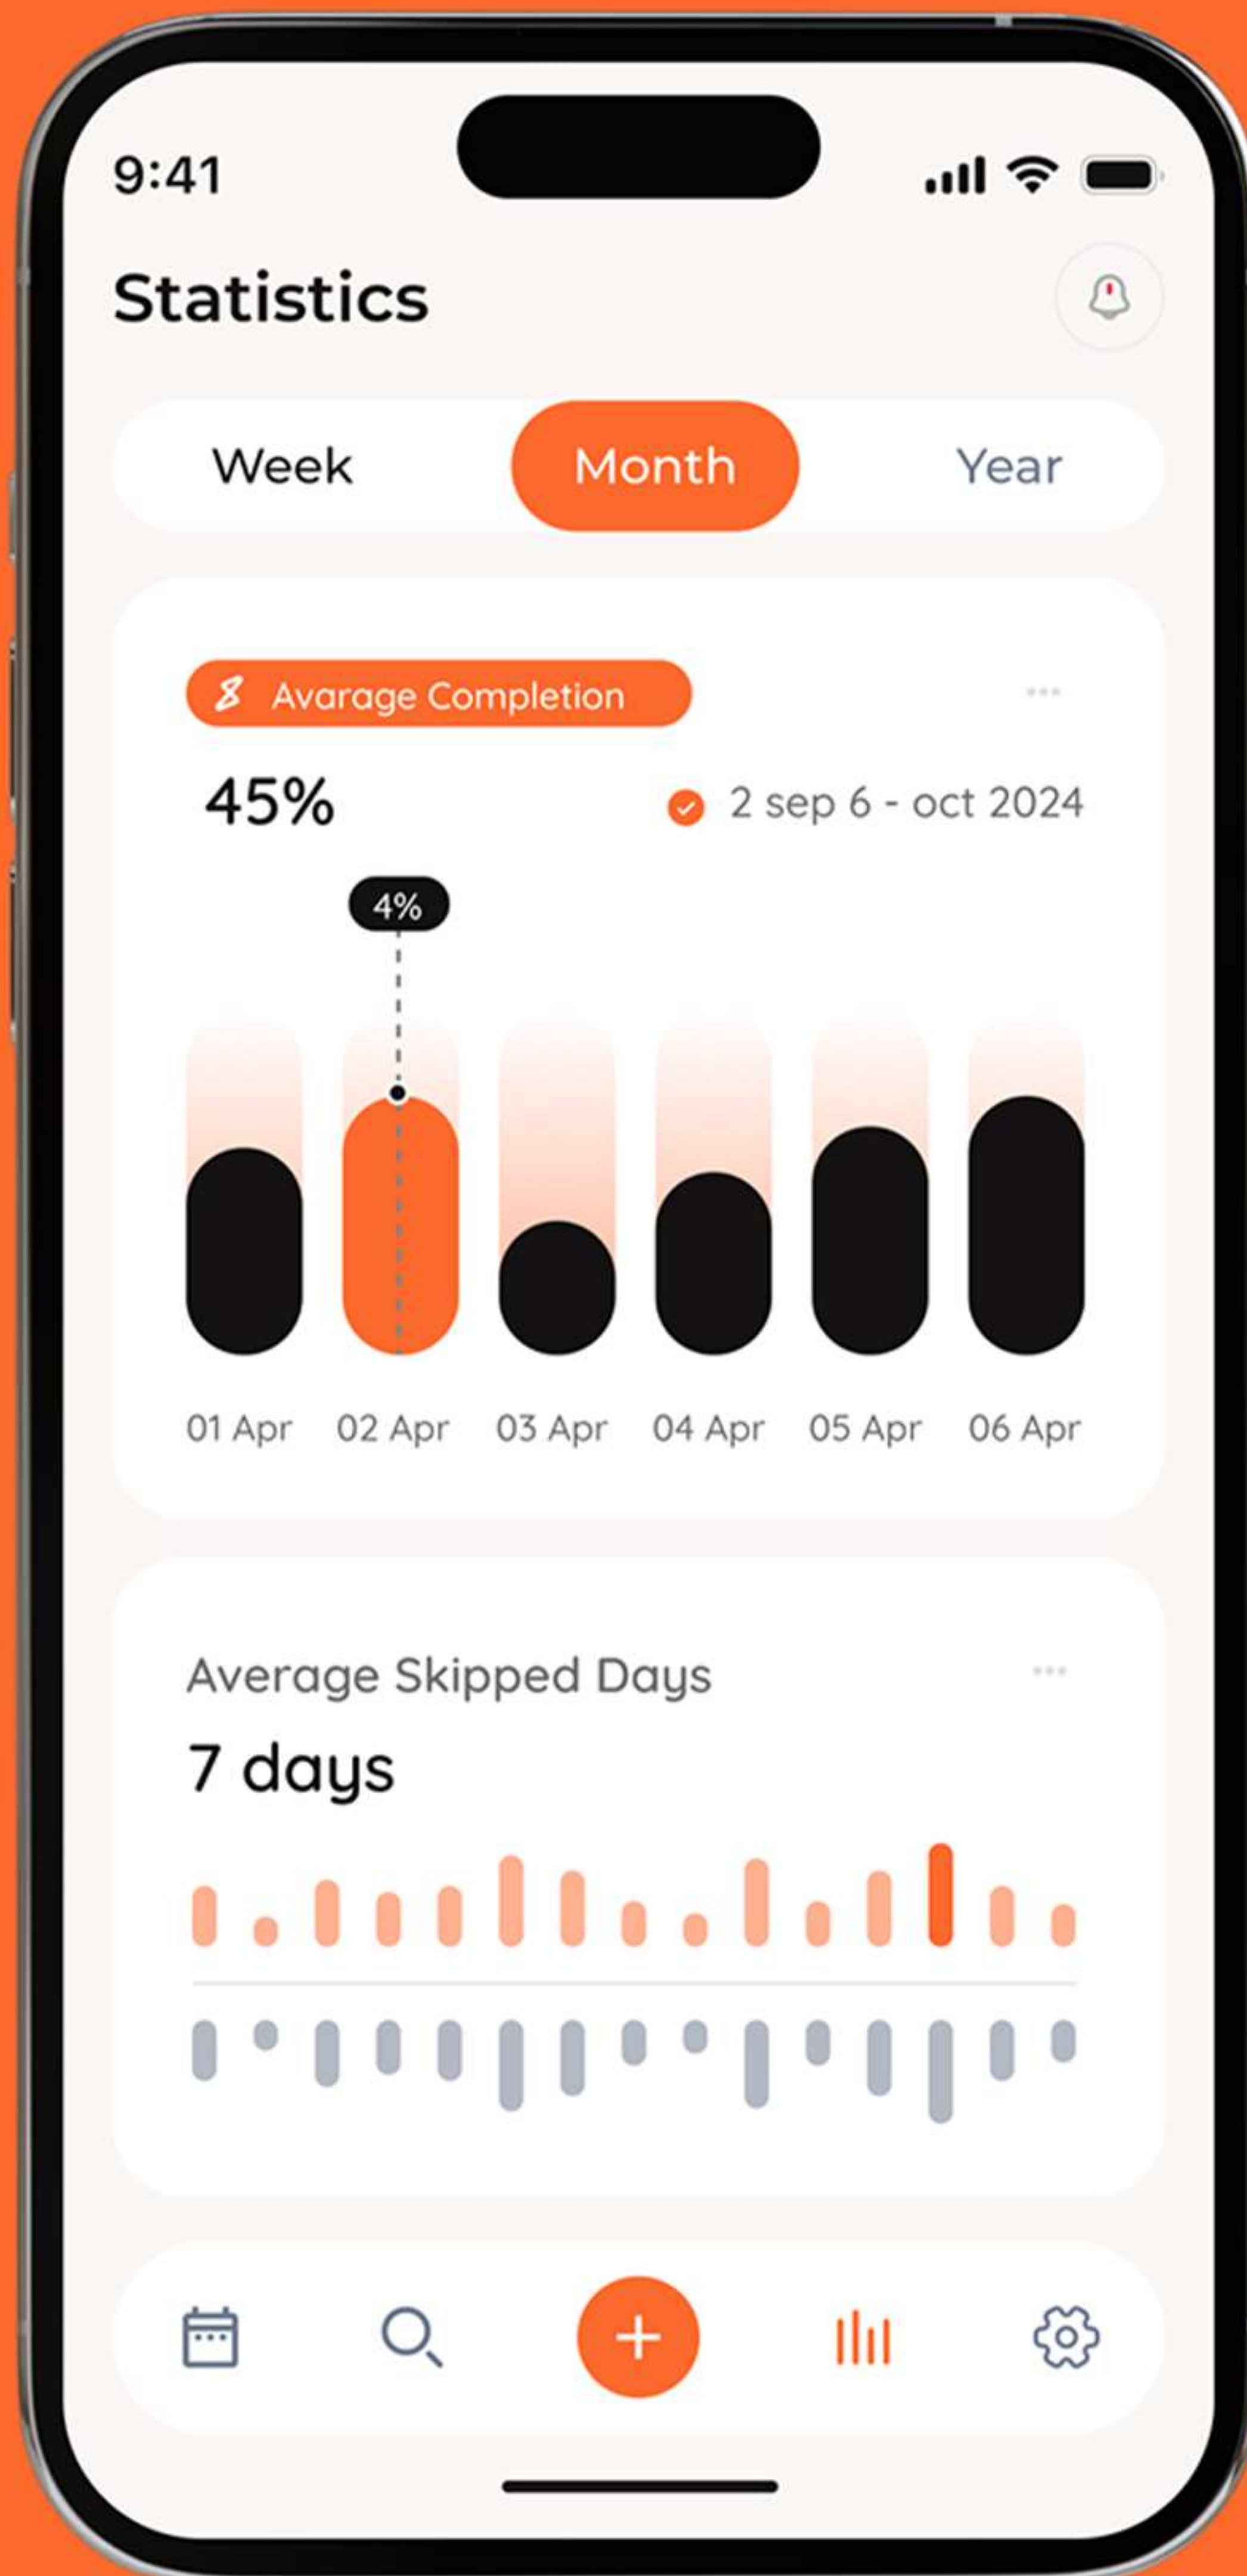 9:41
Statistics
Week Month Year
Avarage Completion
45% 2 sep 6 - oct 2024
4%
01 Apr 02 Apr 03 Apr 04 Apr 05 Apr 06 Apr
Average Skipped Days
7 days